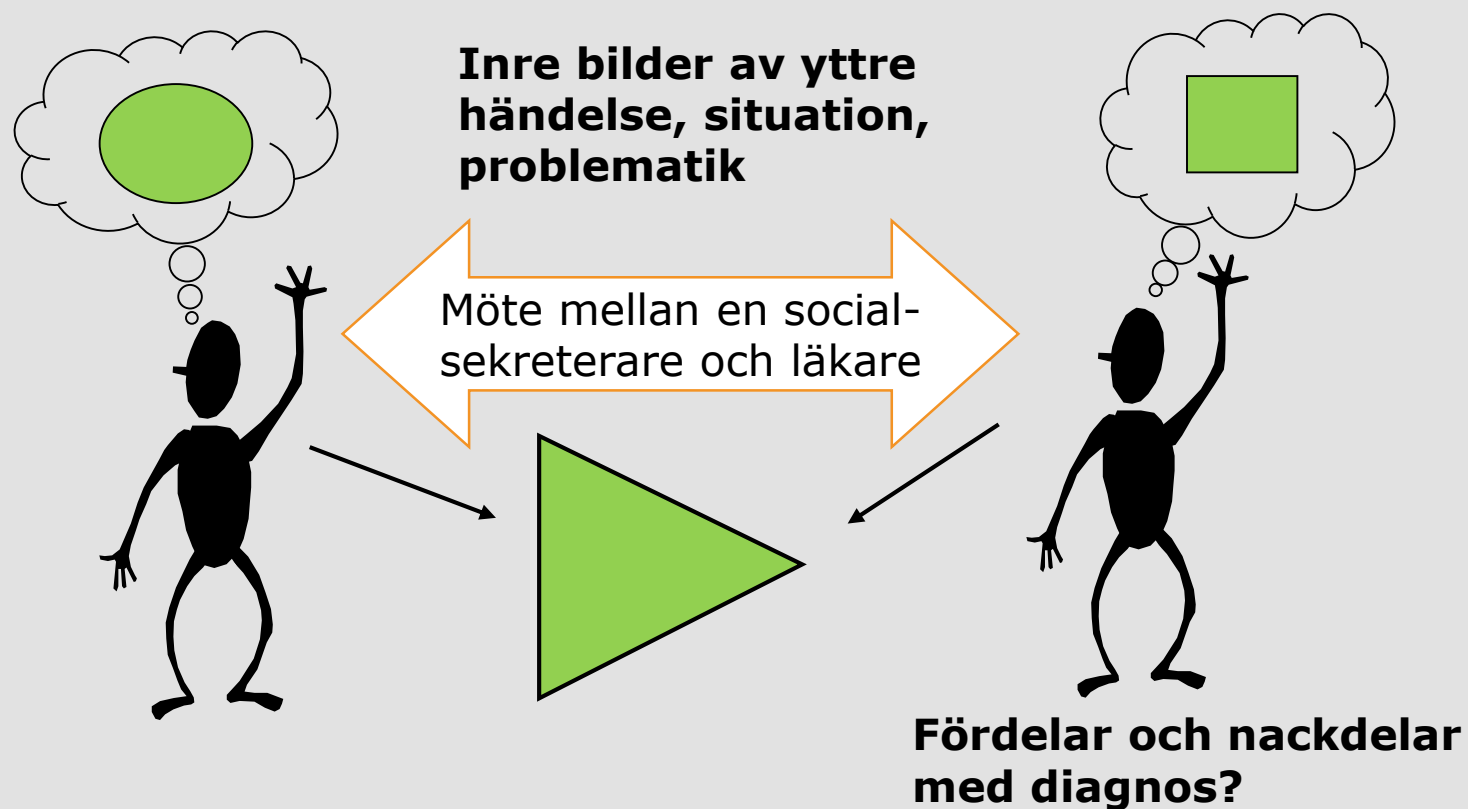 Inre bilder av yttre
händelse, situation,
problematik
Möte mellan en social-
sekreterare och läkare
Fördelar och nackdelar
med diagnos?